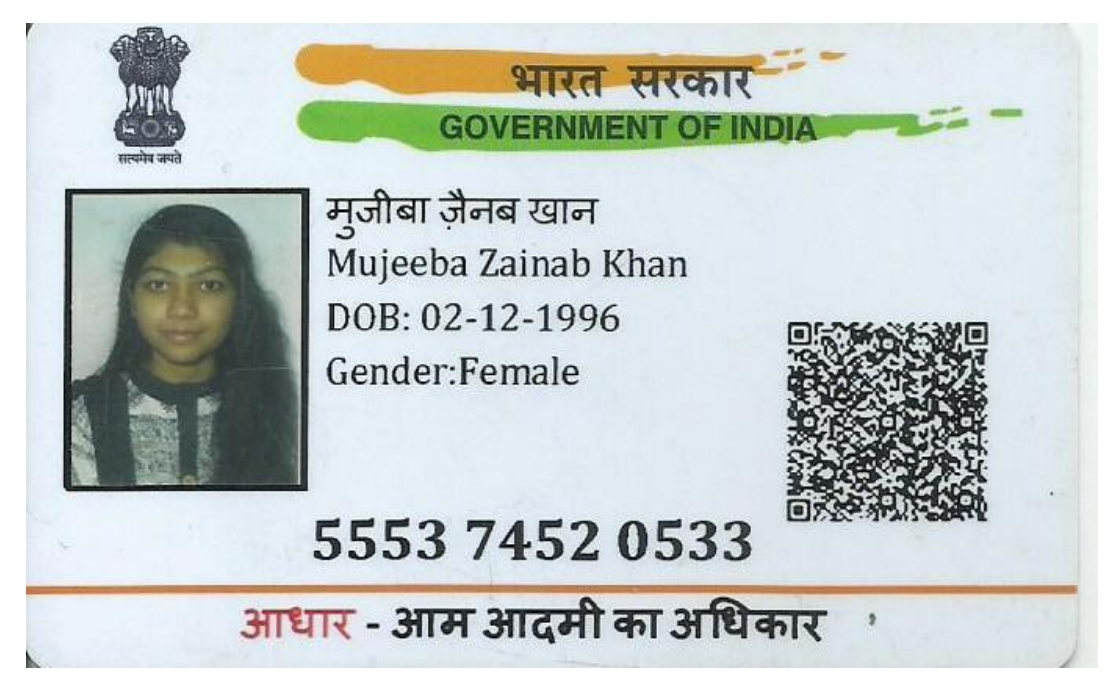 भारत सरकार
GOVERNMENT OF INDIA
सत्यमेव जयते
मुजीबा ज़ैनब खान
Mujeeba Zainab Khan
DOB: 02-12-1996
Gender:Female
5553 7452 0533
आधार - आम आदमी का अधिकार